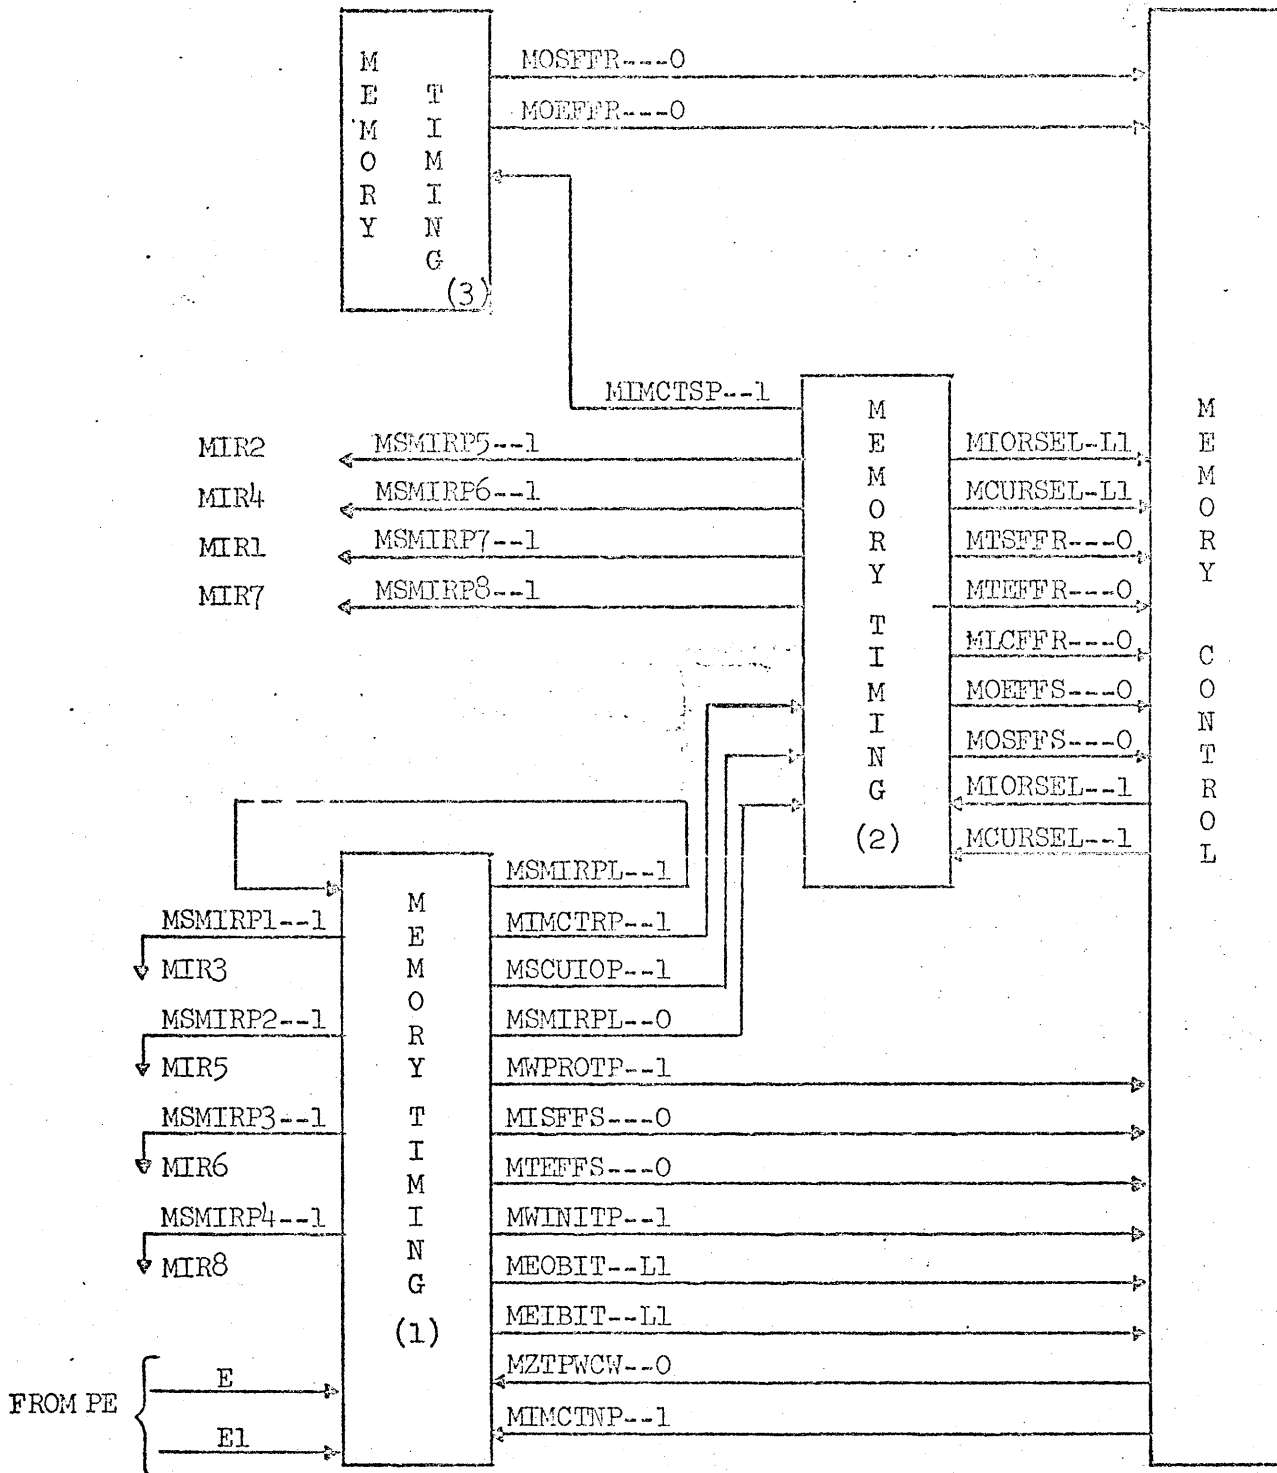 MEMORY TIMING (3)
MOSFFR---0
MOEFFR---0
MIMCTSP--1
MIR2 MSMIRP5--1
MIR4 MSMIRP6--1
MIR1 MSMIRP7--1
MIR7 MSMIRP8--1
MEMORY TIMING (2)
MIORSEL-L1
MCURSEL-L1
MTSFFR---0
MTEFFR---0
MLCFFR---0
MOEFFS---0
MOSFFS---0
MIORSEL--1
MCURSEL--1
MEMORY CONTROL
MSMIRP1--1
MIR3
MSMIRP2--1
MIR5
MSMIRP3--1
MIR6
MSMIRP4--1
MIR8
FROM PE
E
E1
MEMORY TIMING (1)
MSMIRPL--1
MIMCTRP--1
MSCUIOP--1
MSMIRPL--0
MWPROTP--1
MISFFS---0
MTEFFS---0
MWINITP--1
MEOBIT--L1
MEIBIT--L1
MZTPWCW--0
MIMCTNP--1